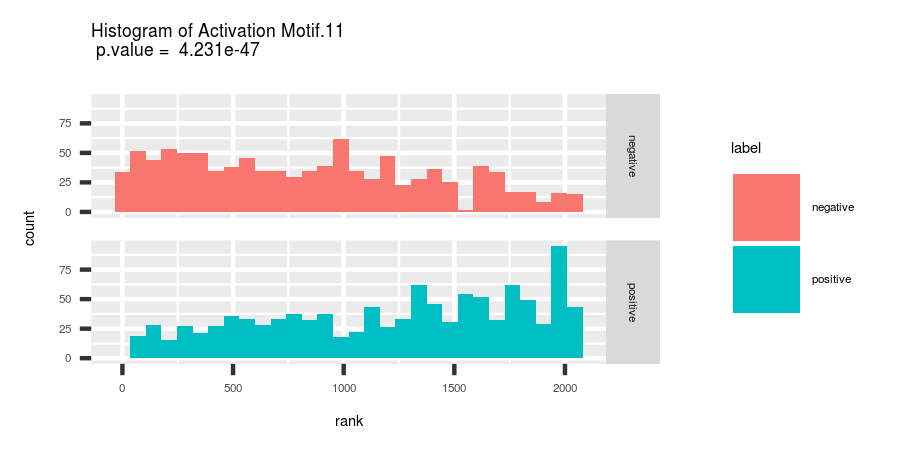 Histogram of Activation Motif.11
p.value =  4.231e-47
count
75
50
25
0
negative
75
50
25
0
positive
0 500 1000 1500 2000
rank
label
negative
positive